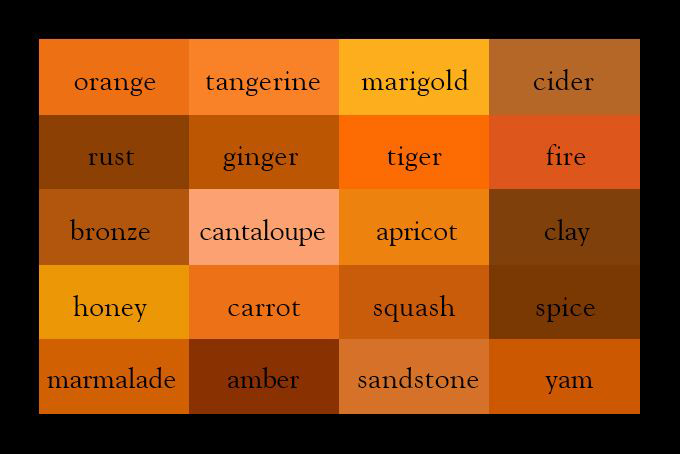 orange tangerine marigold cider
rust ginger tiger fire
bronze cantaloupe apricot clay
honey carrot squash spice
marmalade amber sandstone yam